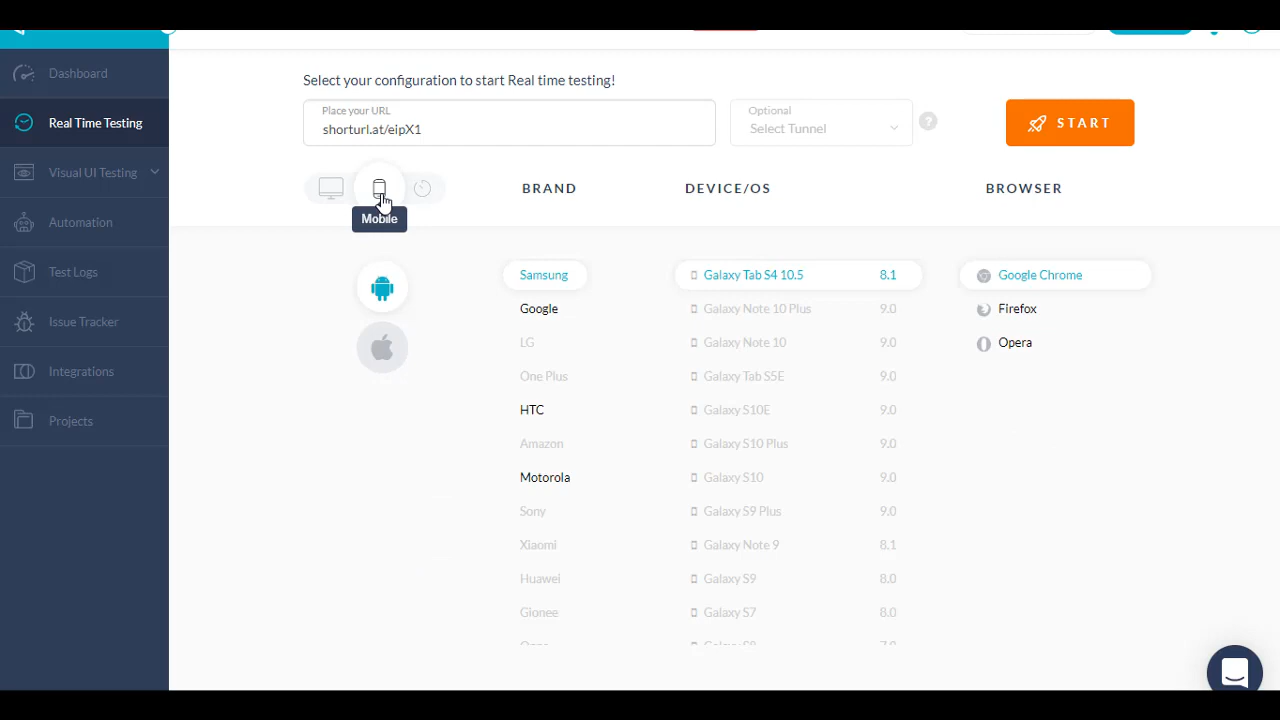 Dashboard
Real Time Testing
Visual UI Testing
Automation
Test Logs
Issue Tracker
Integrations
Projects
Select your configuration to start Real time testing!
Place your URL
shorturl.at/eipX1
Optional
Select Tunnel
?
START
Mobile
BRAND
DEVICE/OS
BROWSER
Samsung
Google
LG
One Plus
HTC
Amazon
Motorola
Sony
Xiaomi
Huawei
Gionee
Galaxy Tab S4 10.5 8.1
Galaxy Note 10 Plus 9.0
Galaxy Note 10 9.0
Galaxy Tab S5E 9.0
Galaxy S10E 9.0
Galaxy S10 Plus 9.0
Galaxy S10 9.0
Galaxy S9 Plus 9.0
Galaxy Note 9 8.1
Galaxy S9 8.0
Galaxy S7 8.0
Google Chrome
Firefox
Opera